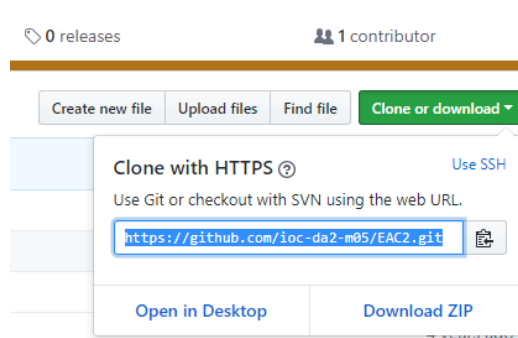 0 releases
1 contributor
Create new file
Upload files
Find file
Clone or download
Clone with HTTPS
Use SSH
Use Git or checkout with SVN using the web URL.
https://github.com/ioc-da2-m05/EAC2.git
Open in Desktop
Download ZIP